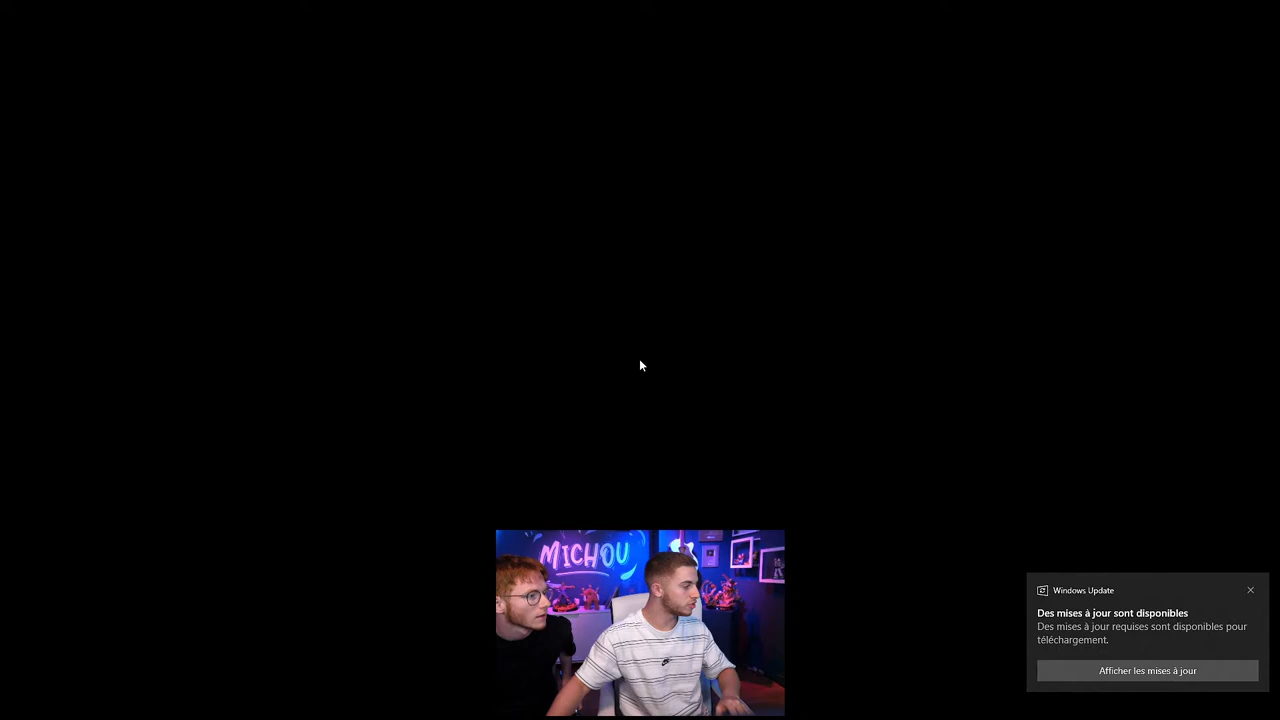 MICHOU
Windows Update
Des mises à jour sont disponibles
Des mises à jour requises sont disponibles pour
téléchargement.
Afficher les mises à jour